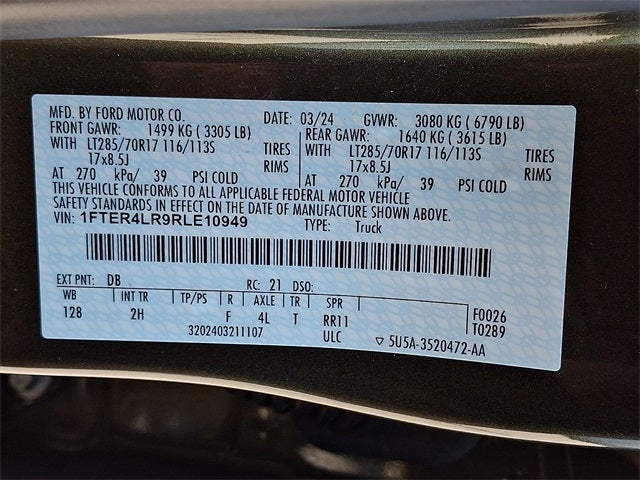 MFD. BY FORD MOTOR CO. DATE: 03/24 GVWR: 3080 KG ( 6790 LB)
FRONT GAWR: 1499 KG ( 3305 LB) REAR GAWR: 1640 KG ( 3615 LB)
WITH LT285/70R17 116/113S TIRES WITH LT285/70R17 116/113S TIRES
17x8.5J RIMS 17x8.5J RIMS
AT 270 kPa/ 39 PSI COLD AT 270 kPa/ 39 PSI COLD
THIS VEHICLE CONFORMS TO ALL APPLICABLE FEDERAL MOTOR VEHICLE
SAFETY STANDARDS IN EFFECT ON THE DATE OF MANUFACTURE SHOWN ABOVE.
VIN: 1FTER4LR9RLE10949 TYPE: Truck
EXT PNT: DB RC: 21 DSO:
WB INT TR TP/PS R AXLE TR SPR F0026
128 2H F 4L T RR11 T0289
3202403211107 ULC ▽ 5U5A-3520472-AA